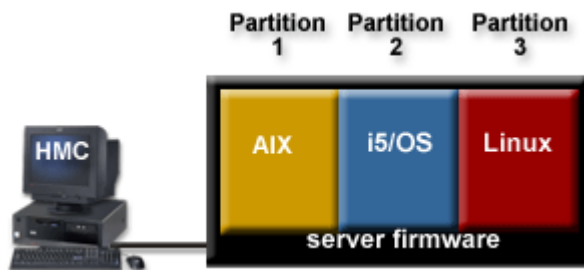 Partition Partition Partition
1 2 3
HMC AIX i5/OS Linux
server firmware